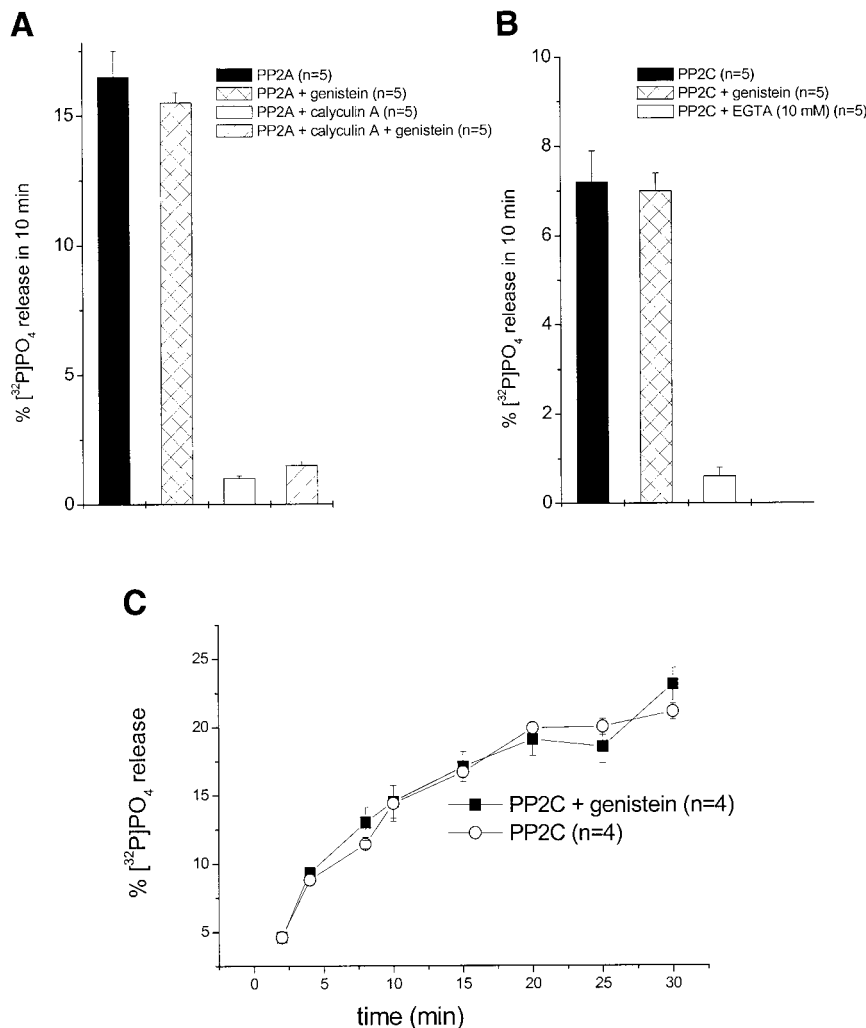 A
PP2A (n=5)
PP2A + genistein (n=5)
PP2A + calyculin A (n=5)
PP2A + calyculin A + genistein (n=5)
% [³²P]PO₄ release in 10 min
15
10
5
0
B
PP2C (n=5)
PP2C + genistein (n=5)
PP2C + EGTA (10 mM) (n=5)
% [³²P]PO₄ release in 10 min
10
8
6
4
2
0
C
% [³²P]PO₄ release
25
20
15
10
5
PP2C + genistein (n=4)
PP2C (n=4)
0 5 10 15 20 25 30
time (min)